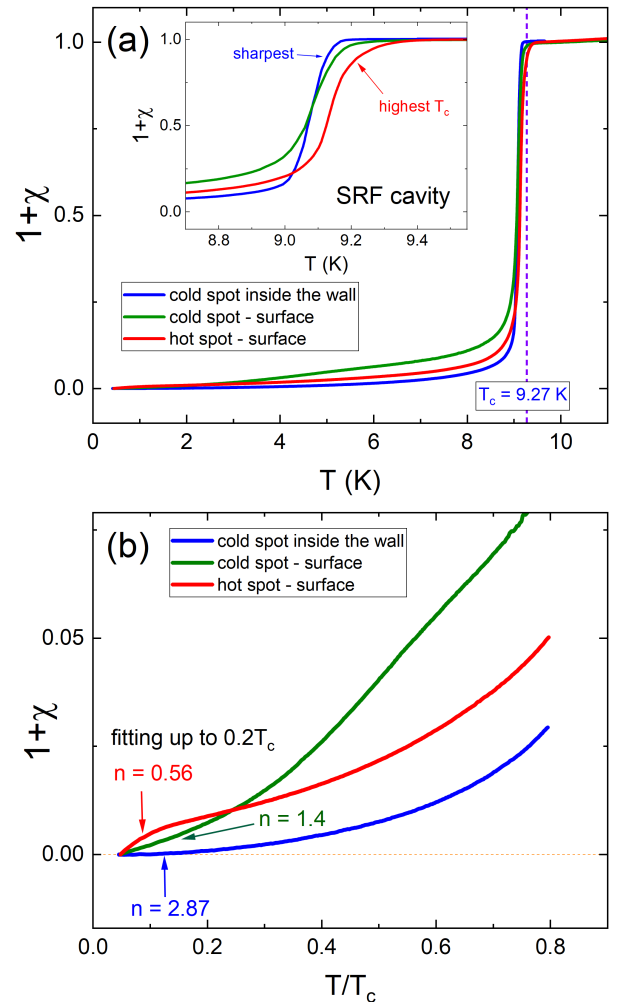 (a)
sharpest
highest T_c
SRF cavity
1+χ
1.0
0.5
0.0
8.8 9.0 9.2 9.4
T (K)
cold spot inside the wall
cold spot - surface
hot spot - surface
T_c = 9.27 K
1+χ
1.0
0.5
0.0
0 2 4 6 8 10
T (K)
(b)
cold spot inside the wall
cold spot - surface
hot spot - surface
fitting up to 0.2T_c
n = 0.56
n = 1.4
n = 2.87
1+χ
0.05
0.00
0.0 0.2 0.4 0.6 0.8
T/T_c